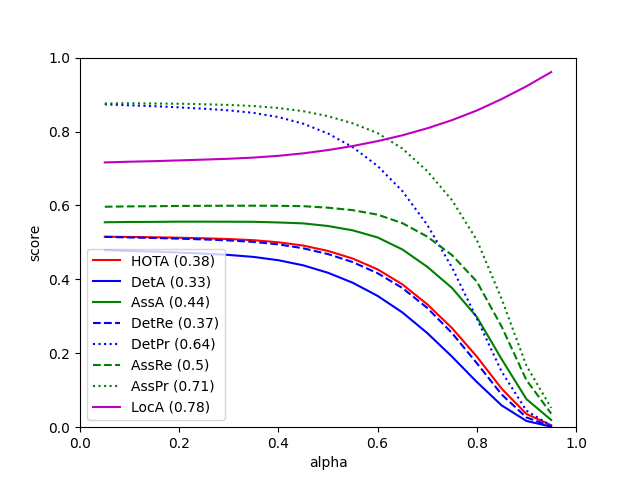 1.0
0.8
0.6
0.4
0.2
0.0
score
HOTA (0.38)
DetA (0.33)
AssA (0.44)
DetRe (0.37)
DetPr (0.64)
AssRe (0.5)
AssPr (0.71)
LocA (0.78)
0.0 0.2 0.4 0.6 0.8 1.0
alpha